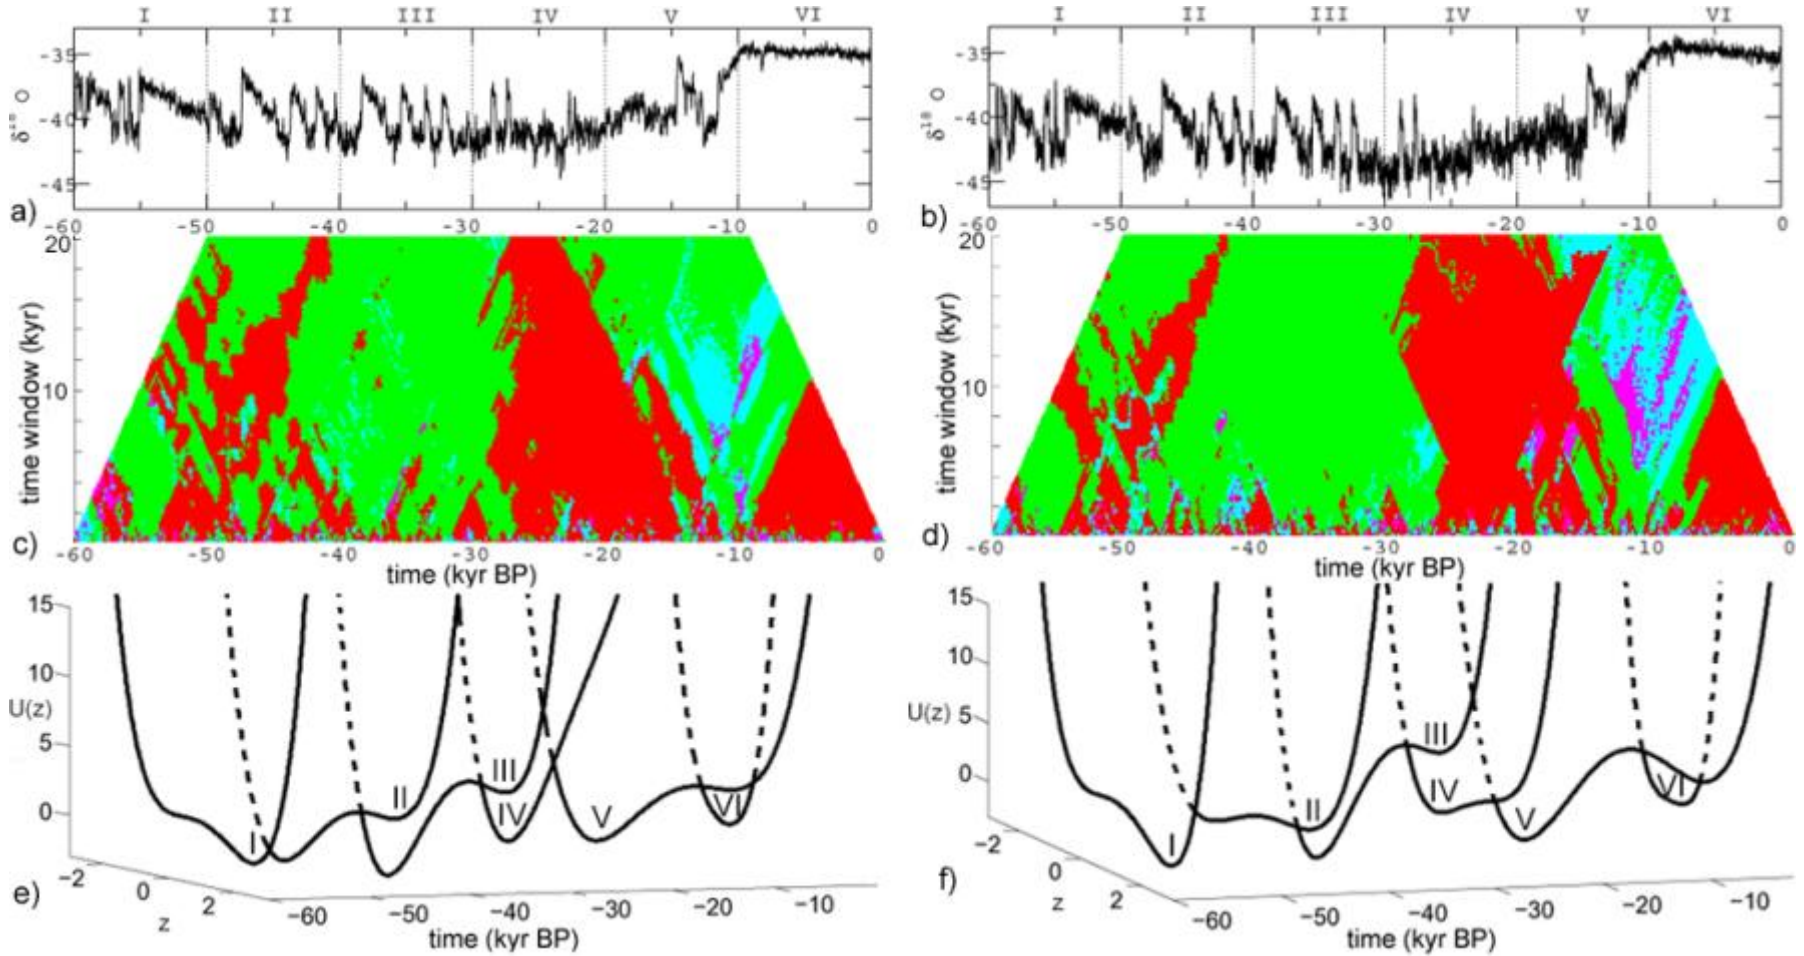 I II III IV V VI
-35
-40
-45
δ¹⁸ O
a)
-60 -50 -40 -30 -20 -10 0
I II III IV V VI
-35
-40
-45
δ¹⁸ O
b)
-60 -50 -40 -30 -20 -10 0
20
10
time window (kyr)
c)
-60 -50 -40 -30 -20 -10 0
time (kyr BP)
20
10
time window (kyr)
d)
-60 -50 -40 -30 -20 -10 0
time (kyr BP)
15
10
5
0
U(z)
I II III IV V VI
e)
-2 0 2
z
-60 -50 -40 -30 -20 -10
time (kyr BP)
15
10
5
0
U(z)
I II III IV V VI
f)
-2 0 2
z
-60 -50 -40 -30 -20 -10
time (kyr BP)